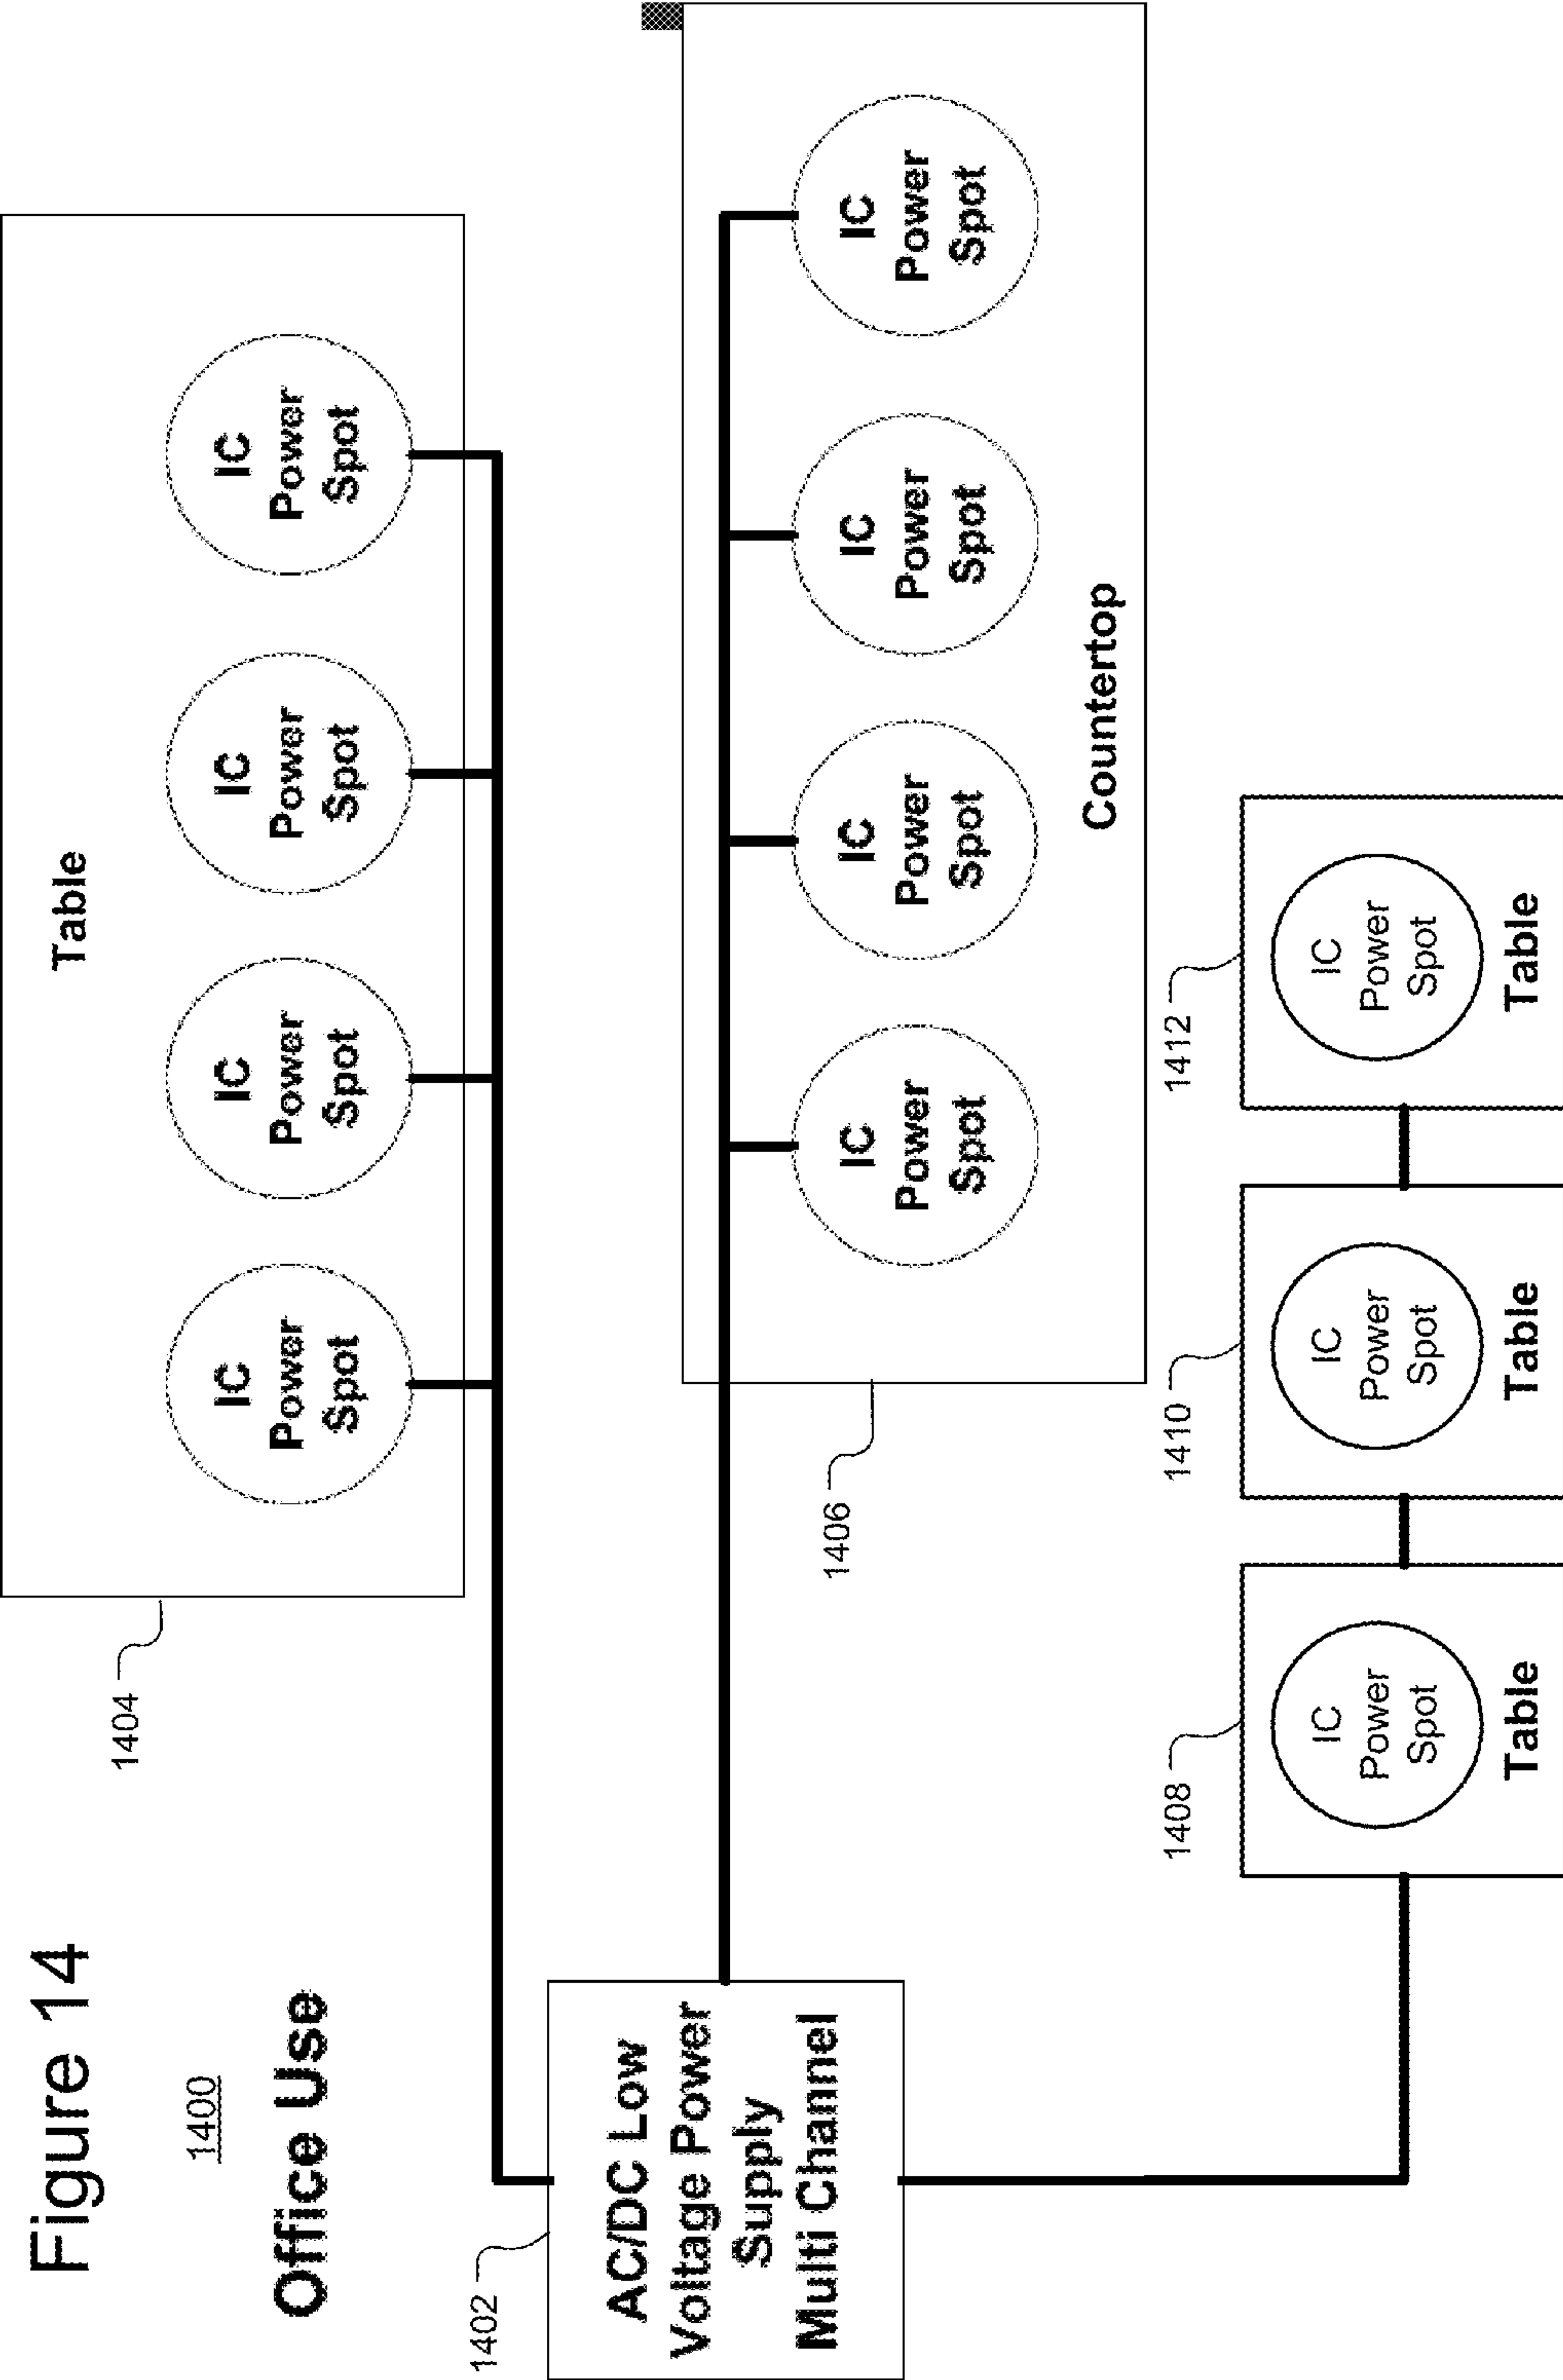 Figure 14
1400
Office Use
1402
AC/DC Low
Voltage Power
Supply
Multi Channel
1404
Table
IC
Power
Spot
IC
Power
Spot
IC
Power
Spot
IC
Power
Spot
1406
IC
Power
Spot
IC
Power
Spot
IC
Power
Spot
IC
Power
Spot
Countertop
1408
IC
Power
Spot
Table
1410
IC
Power
Spot
Table
1412
IC
Power
Spot
Table